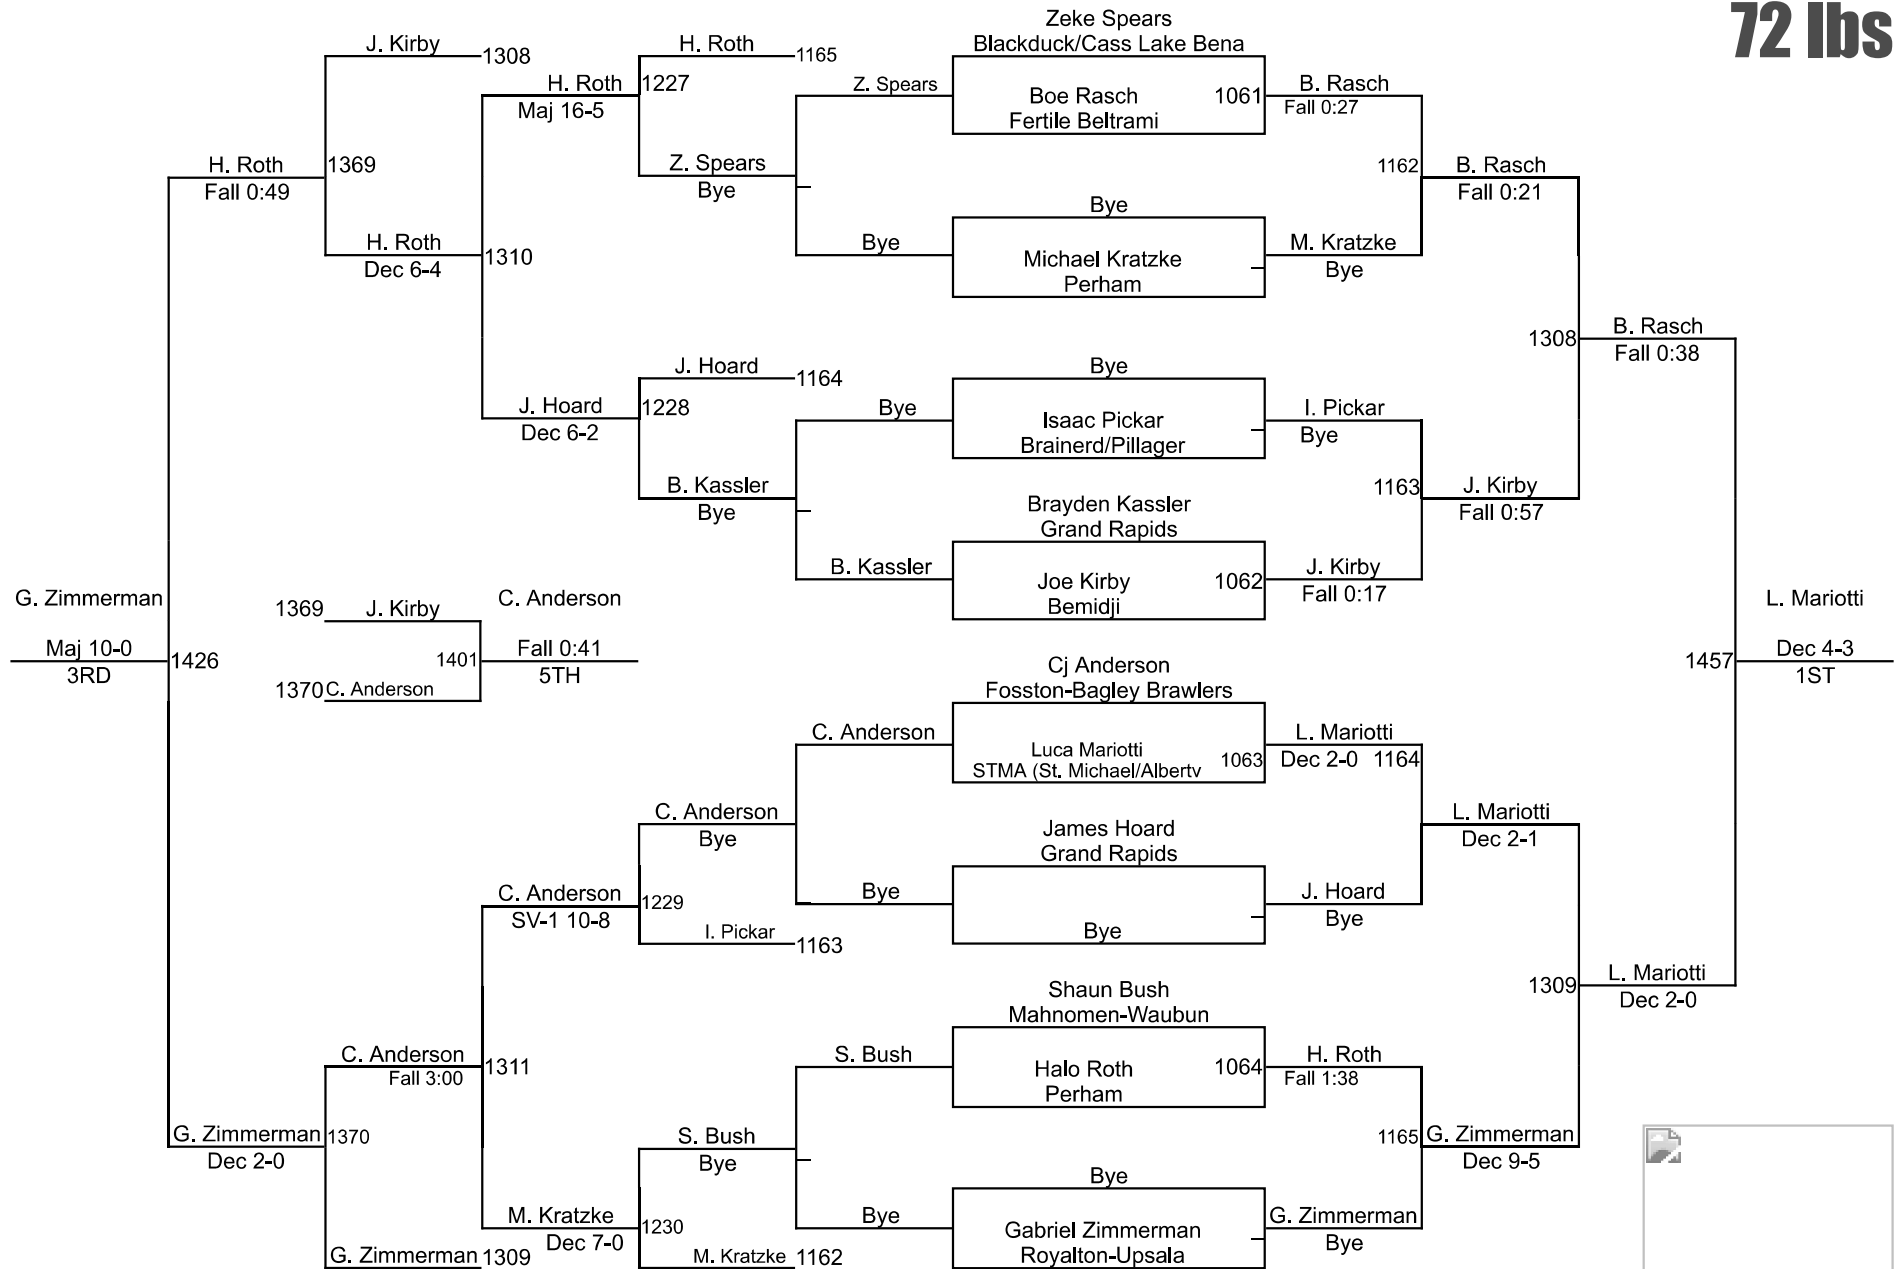 72 lbs
Zeke Spears
Blackduck/Cass Lake Bena
J. Kirby
1308
H. Roth
1165
H. Roth
1227
Maj 16-5
Z. Spears
Boe Rasch
1061
Fertile Beltrami
B. Rasch
Fall 0:27
H. Roth
1369
Fall 0:49
Z. Spears
Bye
1162
B. Rasch
Fall 0:21
Bye
H. Roth
1310
Dec 6-4
Bye
Michael Kratzke
Perham
M. Kratzke
Bye
1308
B. Rasch
Fall 0:38
J. Hoard
1164
Bye
J. Hoard
1228
Dec 6-2
Bye
Isaac Pickar
Brainerd/Pillager
I. Pickar
Bye
B. Kassler
Bye
1163
J. Kirby
Fall 0:57
Brayden Kassler
Grand Rapids
B. Kassler
Joe Kirby
1062
Bemidji
J. Kirby
Fall 0:17
G. Zimmerman
Maj 10-0
3RD
1426
1369
J. Kirby
1401
1370
C. Anderson
C. Anderson
Fall 0:41
5TH
L. Mariotti
1457
Dec 4-3
1ST
Cj Anderson
Fosston-Bagley Brawlers
C. Anderson
Luca Mariotti
1063
STMA (St. Michael/Albertv
L. Mariotti
Dec 2-0
1164
C. Anderson
Bye
L. Mariotti
Dec 2-1
James Hoard
Grand Rapids
C. Anderson
1229
SV-1 10-8
Bye
J. Hoard
Bye
I. Pickar
1163
Bye
1309
L. Mariotti
Dec 2-0
Shaun Bush
Mahnomen-Waubun
C. Anderson
1311
Fall 3:00
S. Bush
Halo Roth
1064
Perham
H. Roth
Fall 1:38
G. Zimmerman
1370
Dec 2-0
S. Bush
Bye
1165
G. Zimmerman
Dec 9-5
Bye
M. Kratzke
1230
Dec 7-0
Bye
Gabriel Zimmerman
Royalton-Upsala
G. Zimmerman
Bye
G. Zimmerman
1309
M. Kratzke
1162